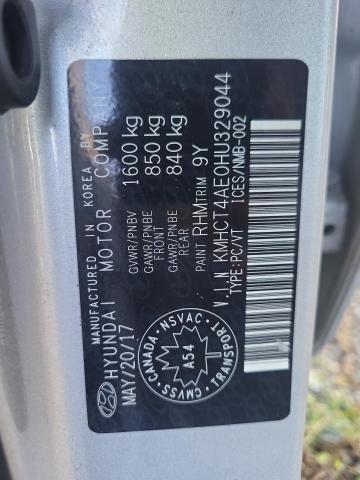 MANUFACTURED IN KOREA BY
HYUNDAI MOTOR COMPANY
MAY/20/17
GVWR/PNBV 1600 kg
GAWR/PNBE FRONT 850 kg
GAWR/PNBE REAR 840 kg
PAINT RHM TRIM 9Y
V.I.N KMHCT4AE0HU329044
TYPE:PC/VT ICES/NMB-002
CANADA · NSVAC · TRANSPORT · CMVSS
A54